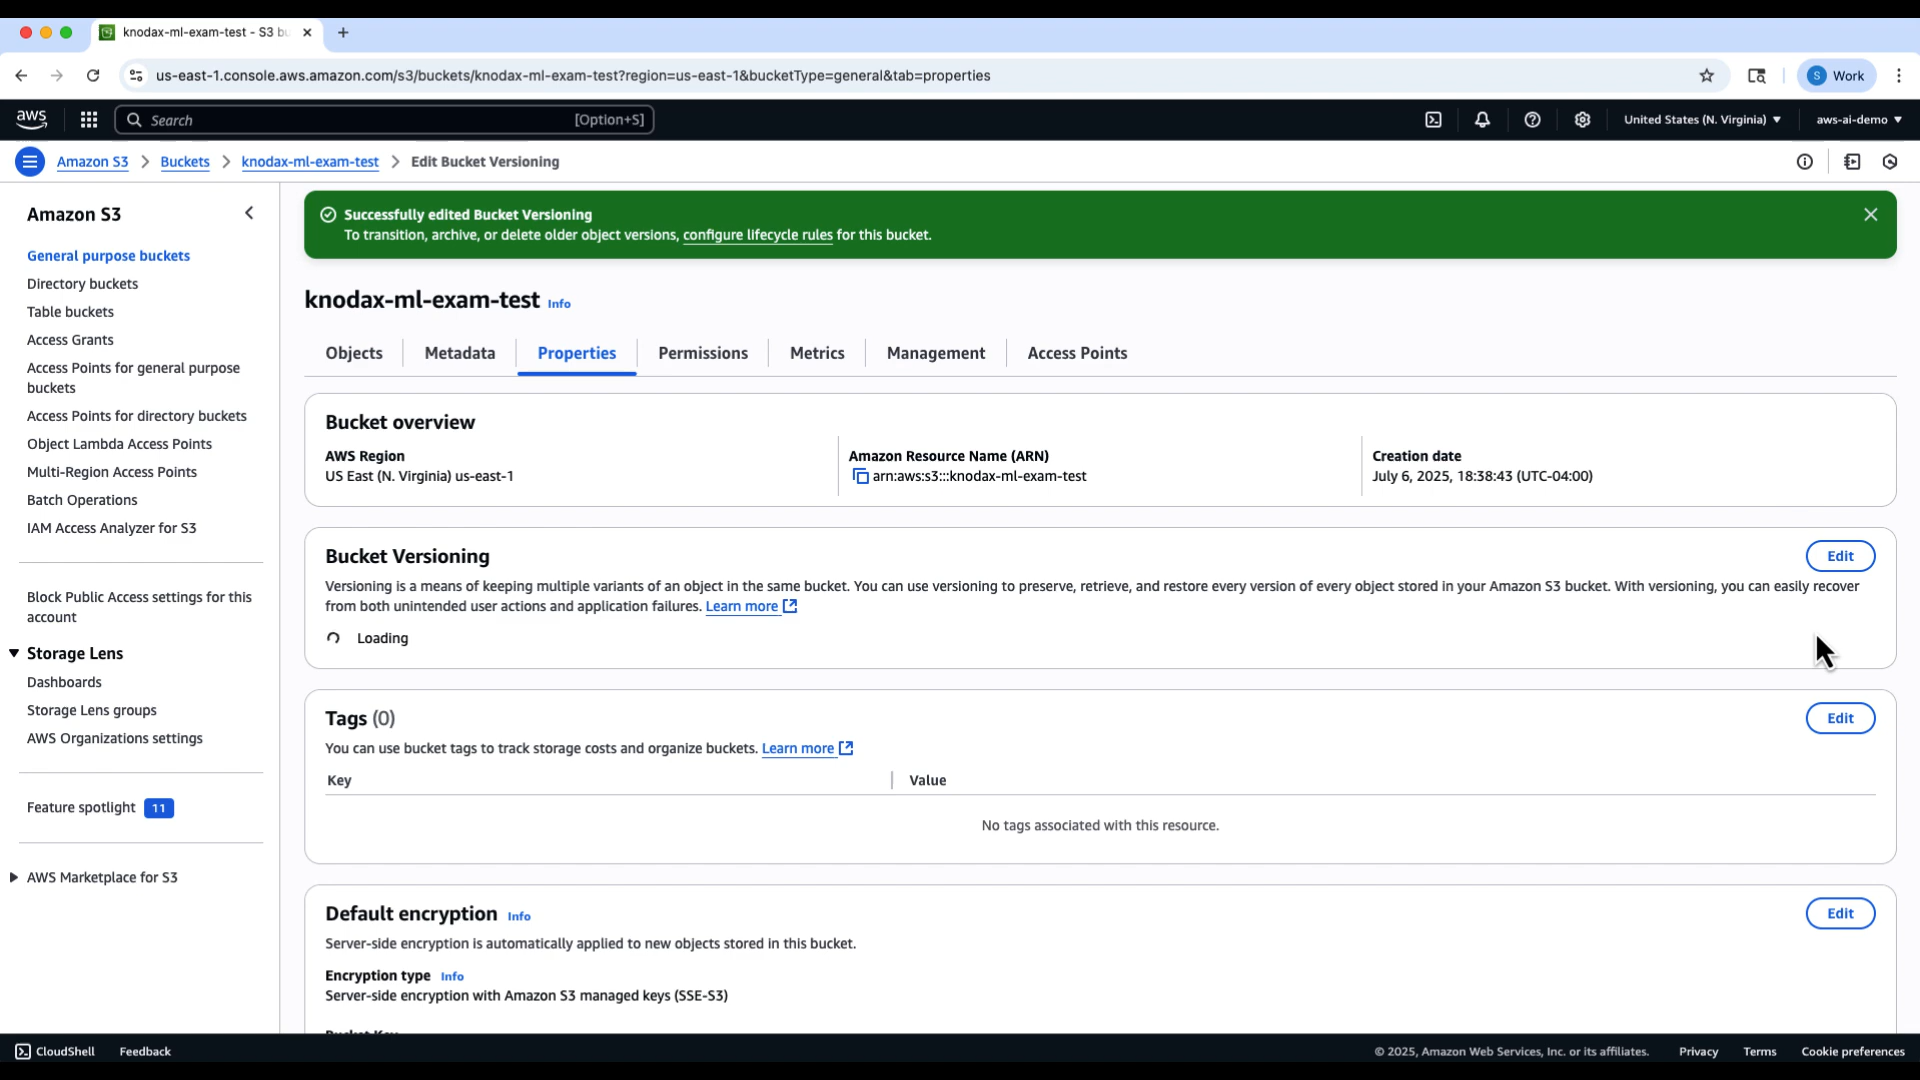 knodax-ml-exam-test - S3 bu
us-east-1.console.aws.amazon.com/s3/buckets/knodax-ml-exam-test?region=us-east-1&bucketType=general&tab=properties
S Work
aws
Search [Option+S]
United States (N. Virginia)
aws-ai-demo
Amazon S3 > Buckets > knodax-ml-exam-test > Edit Bucket Versioning
Amazon S3
General purpose buckets
Directory buckets
Table buckets
Access Grants
Access Points for general purpose
buckets
Access Points for directory buckets
Object Lambda Access Points
Multi-Region Access Points
Batch Operations
IAM Access Analyzer for S3
Block Public Access settings for this
account
Storage Lens
Dashboards
Storage Lens groups
AWS Organizations settings
Feature spotlight 11
AWS Marketplace for S3
Successfully edited Bucket Versioning
To transition, archive, or delete older object versions, configure lifecycle rules for this bucket.
knodax-ml-exam-test Info
Objects
Metadata
Properties
Permissions
Metrics
Management
Access Points
Bucket overview
AWS Region
US East (N. Virginia) us-east-1
Amazon Resource Name (ARN)
arn:aws:s3:::knodax-ml-exam-test
Creation date
July 6, 2025, 18:38:43 (UTC-04:00)
Bucket Versioning
Edit
Versioning is a means of keeping multiple variants of an object in the same bucket. You can use versioning to preserve, retrieve, and restore every version of every object stored in your Amazon S3 bucket. With versioning, you can easily recover
from both unintended user actions and application failures. Learn more
Loading
Tags (0)
Edit
You can use bucket tags to track storage costs and organize buckets. Learn more
Key
Value
No tags associated with this resource.
Default encryption Info
Edit
Server-side encryption is automatically applied to new objects stored in this bucket.
Encryption type Info
Server-side encryption with Amazon S3 managed keys (SSE-S3)
Bucket Key
CloudShell
Feedback
© 2025, Amazon Web Services, Inc. or its affiliates.
Privacy
Terms
Cookie preferences